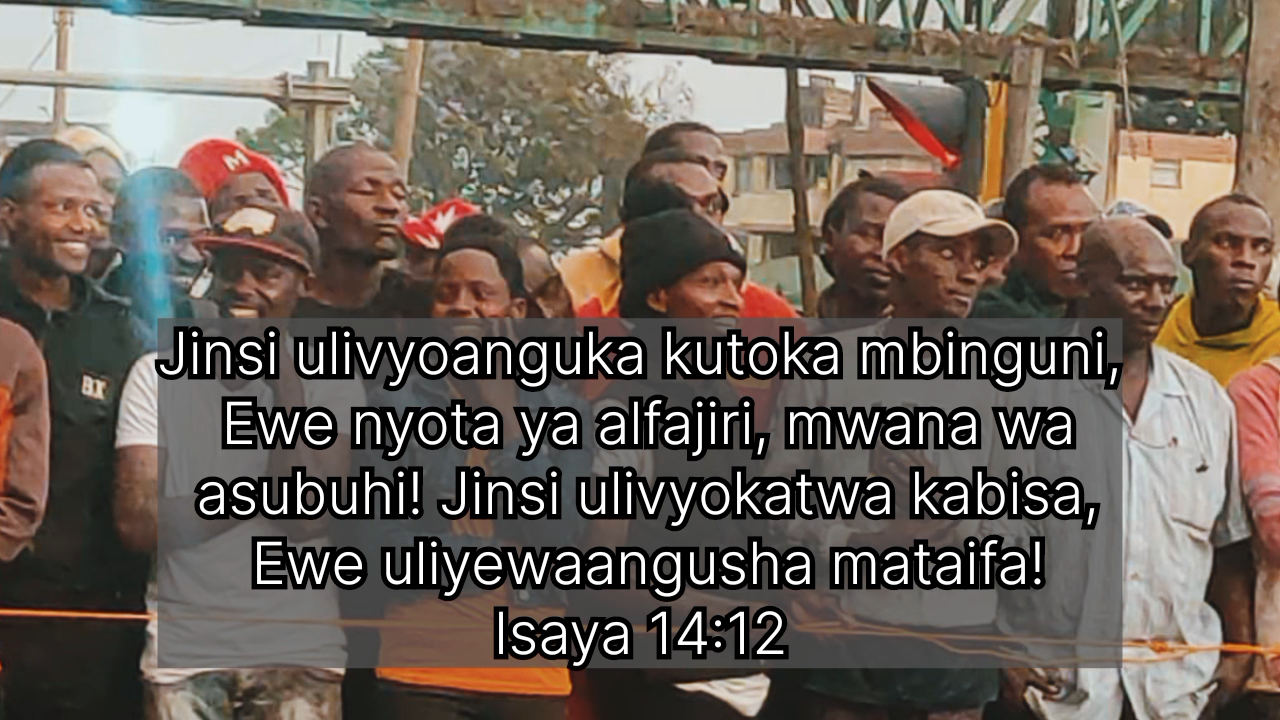 M
BK
Jinsi ulivyoanguka kutoka mbinguni,
Ewe nyota ya alfajiri, mwana wa
asubuhi! Jinsi ulivyokatwa kabisa,
Ewe uliyewaangusha mataifa!
Isaya 14:12